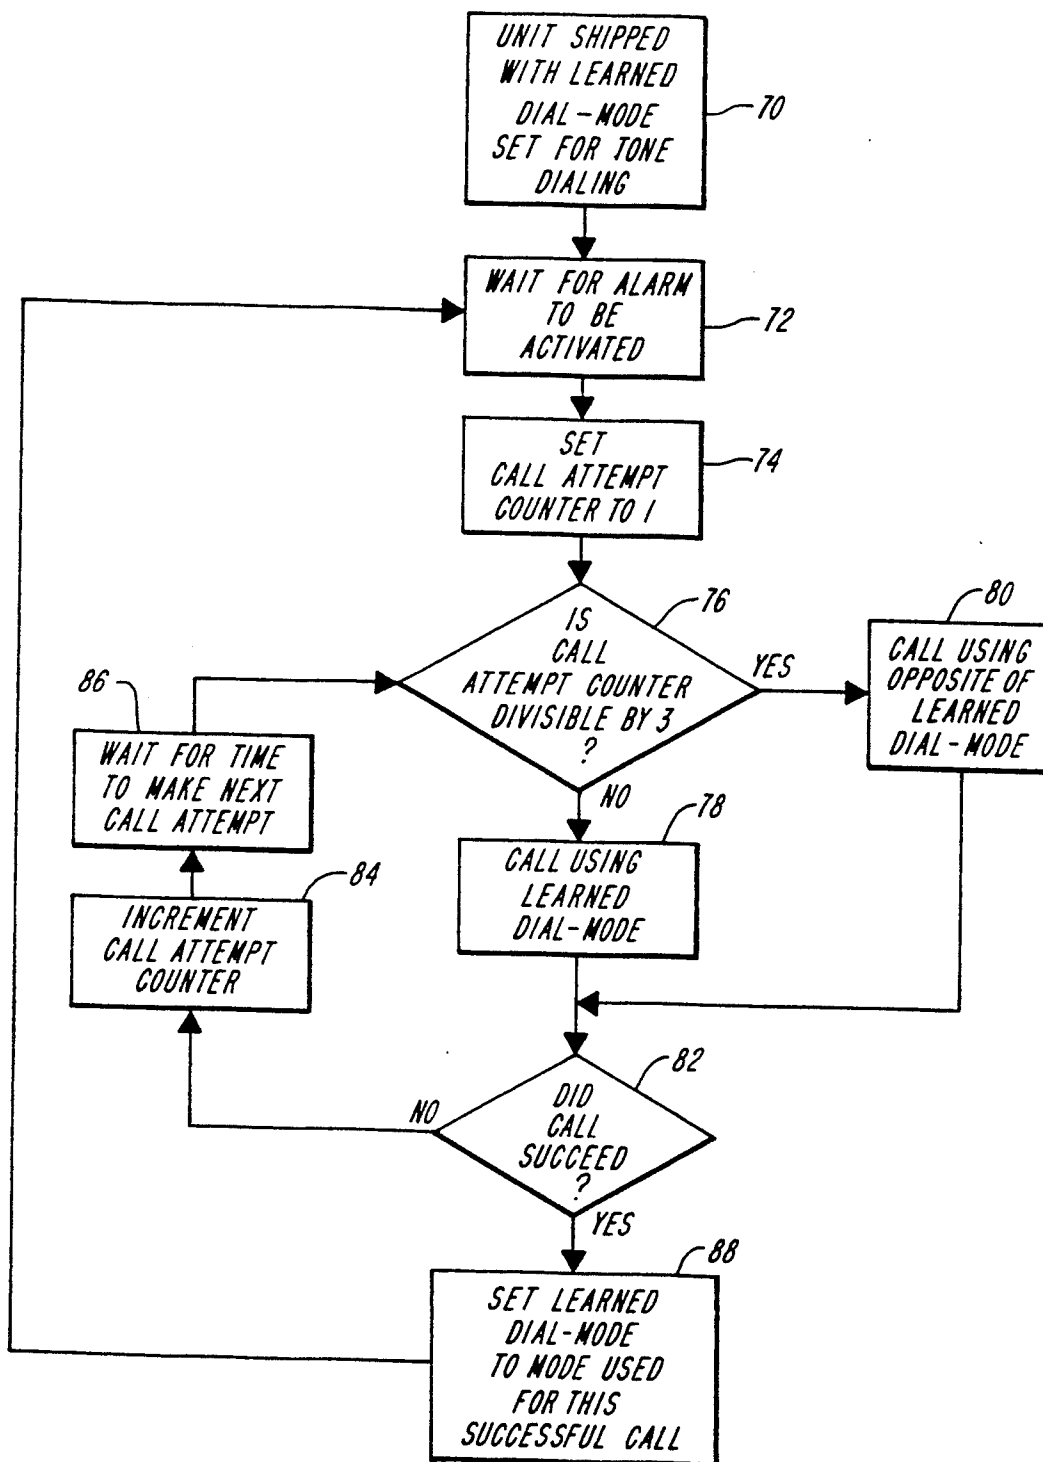 UNIT SHIPPED
WITH LEARNED
DIAL-MODE
SET FOR TONE
DIALING
70
WAIT FOR ALARM
TO BE
ACTIVATED
72
SET
CALL ATTEMPT
COUNTER TO 1
74
IS
CALL
ATTEMPT COUNTER
DIVISIBLE BY 3
?
76
YES
NO
80
CALL USING
OPPOSITE OF
LEARNED
DIAL-MODE
86
WAIT FOR TIME
TO MAKE NEXT
CALL ATTEMPT
78
CALL USING
LEARNED
DIAL-MODE
84
INCREMENT
CALL ATTEMPT
COUNTER
82
DID
CALL
SUCCEED
?
NO
YES
88
SET LEARNED
DIAL-MODE
TO MODE USED
FOR THIS
SUCCESSFUL CALL